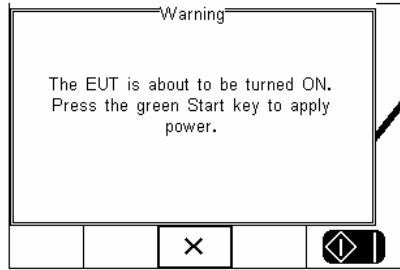 Warning
The EUT is about to be turned ON.
Press the green Start key to apply
power.